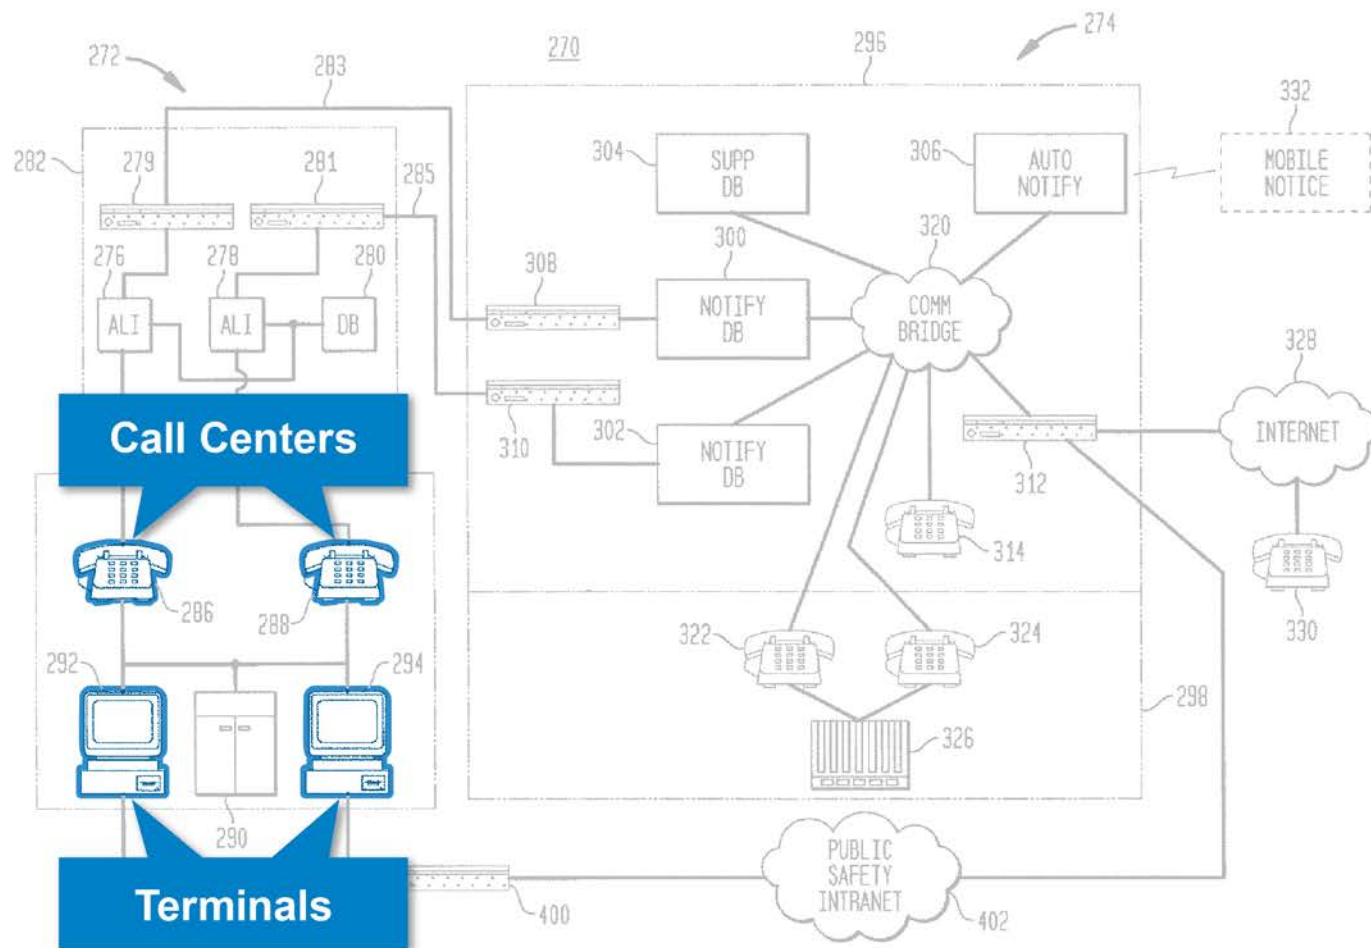 274
270
296
272
283
332
282
279
281
285
304
SUPP
DB
306
AUTO
NOTIFY
MOBILE
NOTICE
320
276
278
280
308
300
ALI
ALI
DB
NOTIFY
DB
COMM
BRIDGE
328
310
302
NOTIFY
DB
312
INTERNET
Call Centers
314
286
288
330
322
324
292
294
298
326
290
PUBLIC
SAFETY
INTRANET
Terminals
400
402